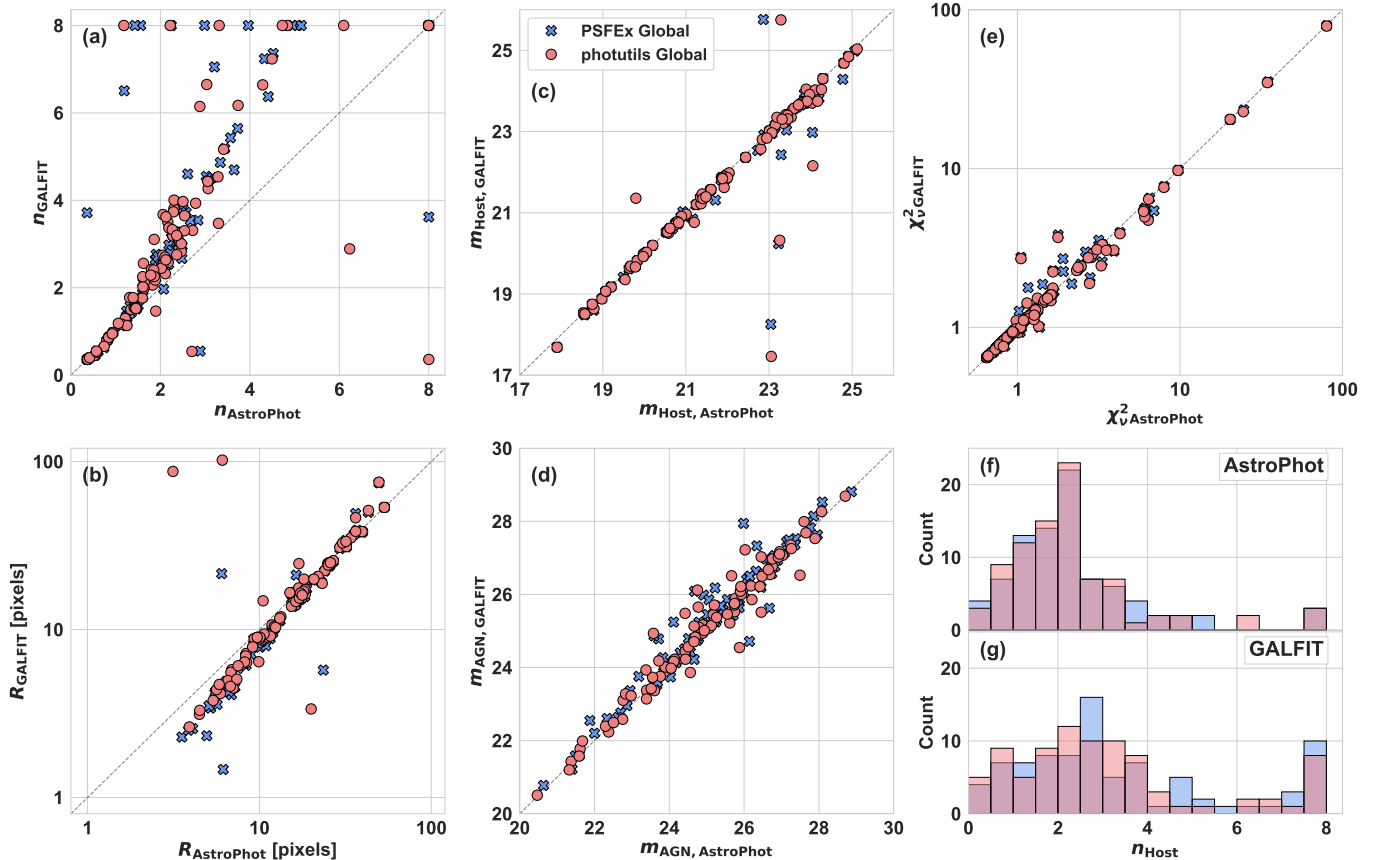 (a)
8
6
4
2
0
n_GALFIT
0 2 4 6 8
n_AstroPhot
PSFEx Global
photutils Global
(c)
25
23
21
19
17
m_Host, GALFIT
17 19 21 23 25
m_Host, AstroPhot
(e)
100
10
1
χ²_ν GALFIT
1 10 100
χ²_ν AstroPhot
(b)
100
10
1
R_GALFIT [pixels]
1 10 100
R_AstroPhot [pixels]
(d)
30
28
26
24
22
20
m_AGN, GALFIT
20 22 24 26 28 30
m_AGN, AstroPhot
(f)
AstroPhot
20
10
0
Count
(g)
GALFIT
20
10
0
Count
0 2 4 6 8
n_Host